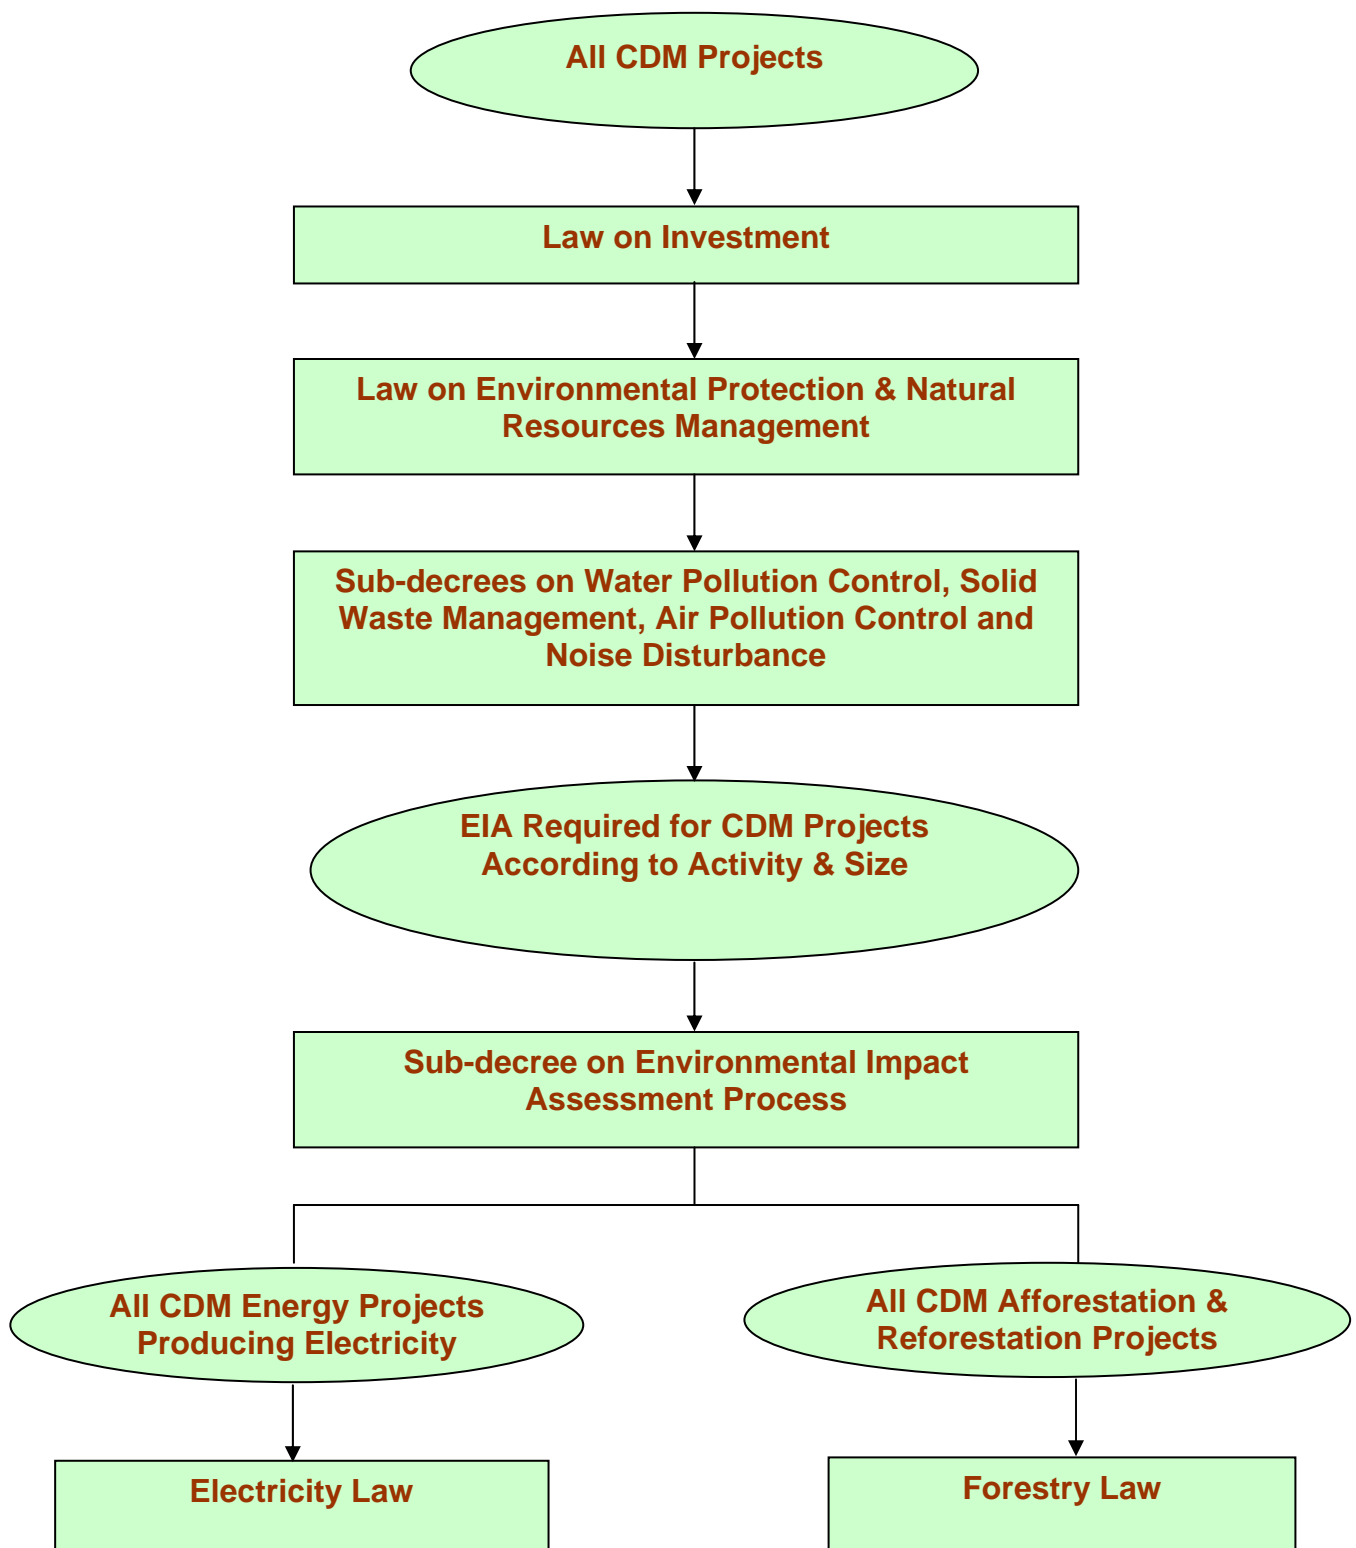 All CDM Projects
Law on Investment
Law on Environmental Protection & Natural
Resources Management
Sub-decrees on Water Pollution Control, Solid
Waste Management, Air Pollution Control and
Noise Disturbance
EIA Required for CDM Projects
According to Activity & Size
Sub-decree on Environmental Impact
Assessment Process
All CDM Energy Projects
Producing Electricity
All CDM Afforestation &
Reforestation Projects
Electricity Law
Forestry Law